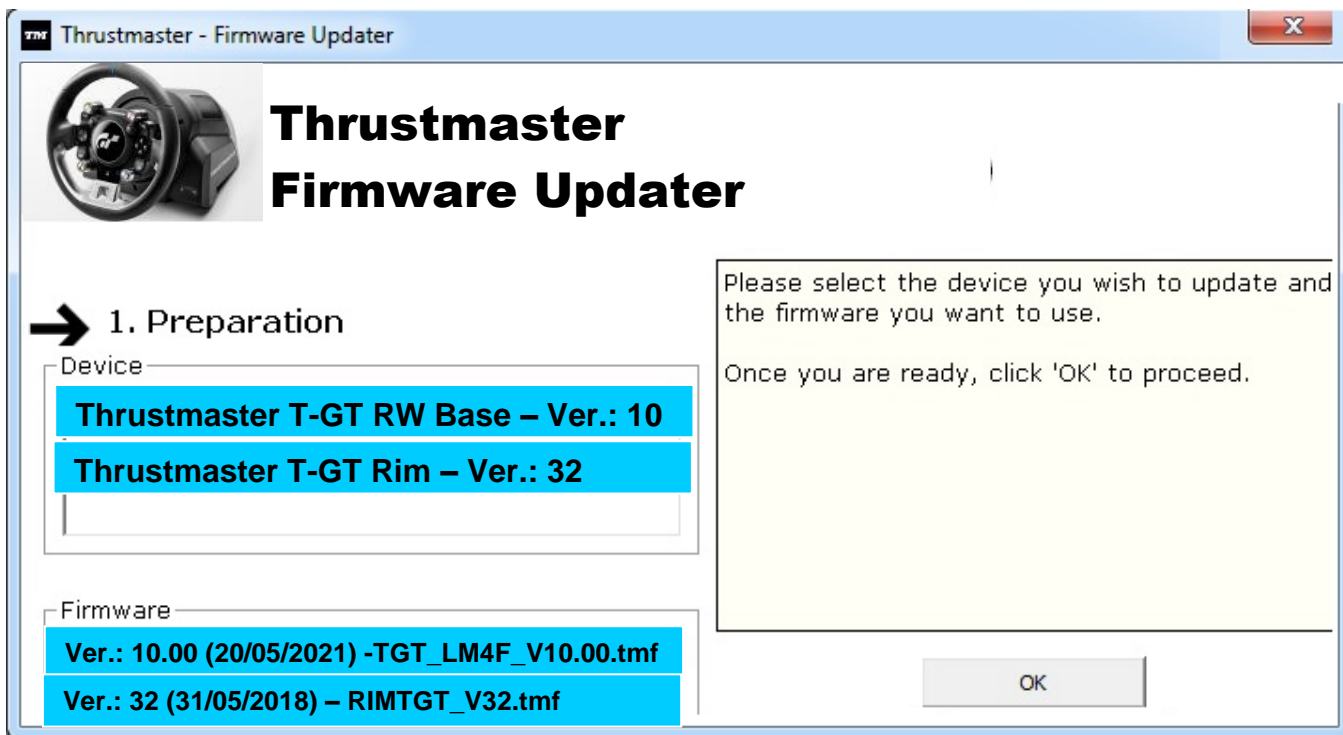 TM Thrustmaster - Firmware Updater
Thrustmaster
Firmware Updater
1. Preparation
Device
Thrustmaster T-GT RW Base – Ver.: 10
Thrustmaster T-GT Rim – Ver.: 32
Firmware
Ver.: 10.00 (20/05/2021) -TGT_LM4F_V10.00.tmf
Ver.: 32 (31/05/2018) – RIMTGT_V32.tmf
Please select the device you wish to update and
the firmware you want to use.
Once you are ready, click 'OK' to proceed.
OK